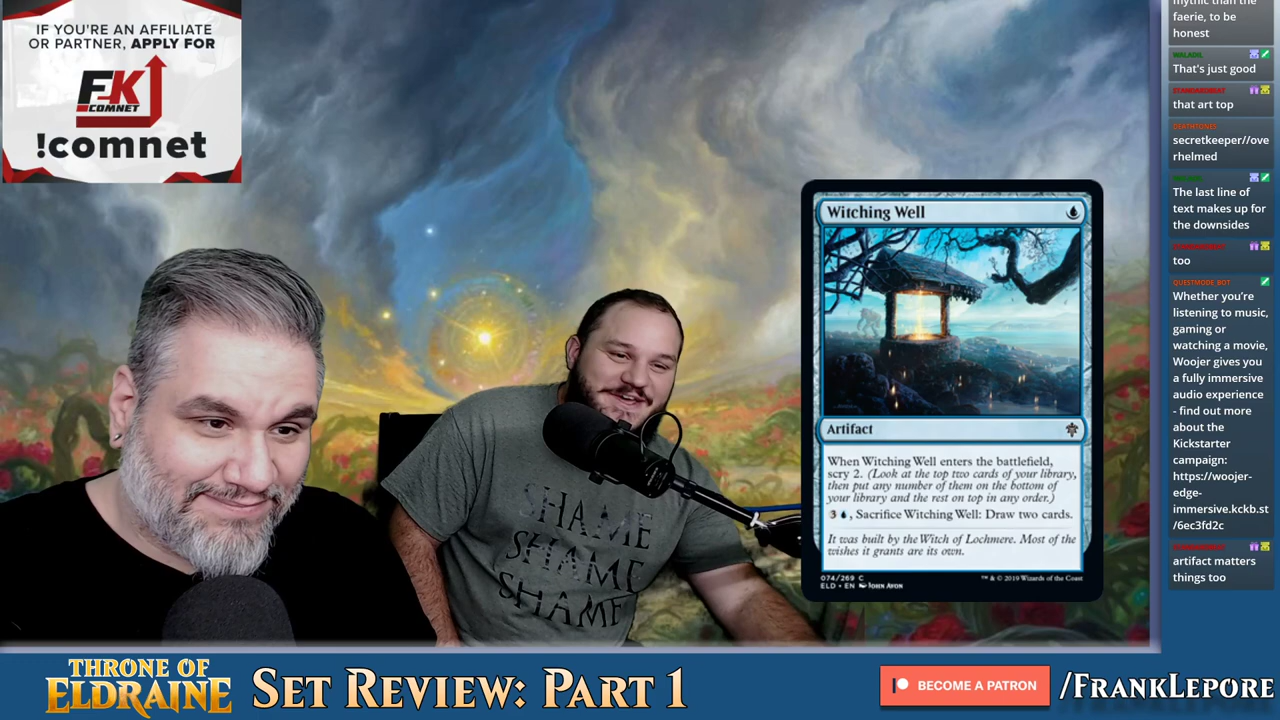 IF YOU'RE AN AFFILIATE
OR PARTNER, APPLY FOR
F2K
COMNET
!comnet
mythic than the
faerie, to be
honest
That's just good
that art top
DEATHTONES
secretkeeper//ove
rhelmed
The last line of
text makes up for
the downsides
too
QUESTMODE_BOT
Whether you're
listening to music,
gaming or
watching a movie,
Woojer gives you
a fully immersive
audio experience
- find out more
about the
Kickstarter
campaign:
https://woojer-
edge-
immersive.kckb.st
/6ec3fd2c
artifact matters
things too
Witching Well
Artifact
When Witching Well enters the battlefield,
scry 2. (Look at the top two cards of your library,
then put any number of them on the bottom of
your library and the rest on top in any order.)
3, Sacrifice Witching Well: Draw two cards.
It was built by the Witch of Lochmere. Most of the
wishes it grants are its own.
074/269 C
ELD • EN JOHN AVON
™ & © 2019 Wizards of the Coast
SHAME
SHAME
SHAME
THRONE OF
ELDRAINE
SET REVIEW: PART 1
BECOME A PATRON
/FRANKLEPORE